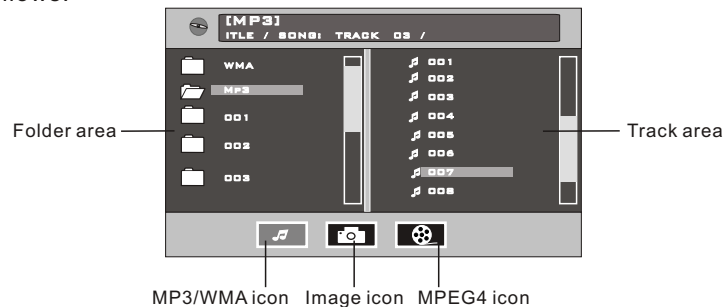 [MP3]
ITLE / SONG: TRACK 03 /
WMA
MP3
001
002
003
001
002
003
004
005
006
007
008
Folder area
Track area
MP3/WMA icon Image icon MPEG4 icon